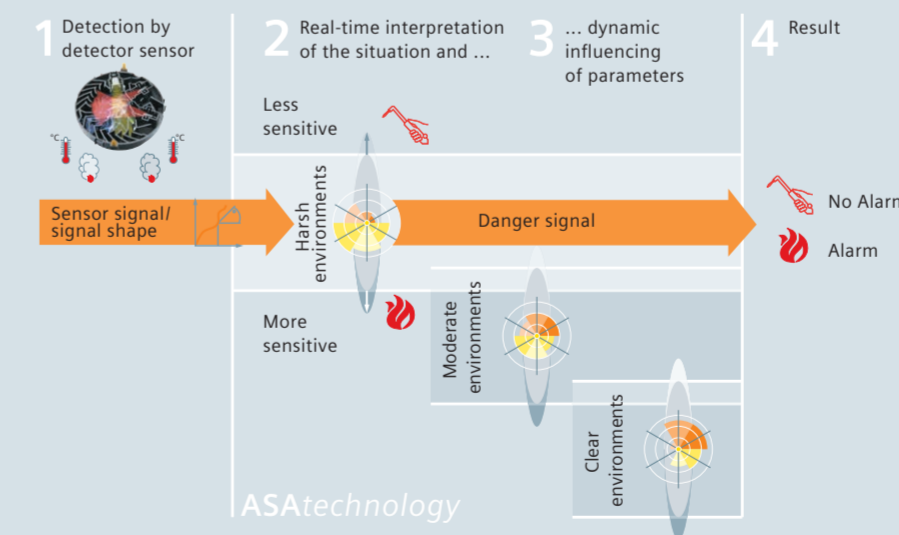 1 Detection by
detector sensor
2 Real-time interpretation
of the situation and ...
3 ... dynamic
influencing
of parameters
4 Result
°C
°C
Less
sensitive
Sensor signal/
signal shape
Harsh
environments
Danger signal
No Alarm
Alarm
More
sensitive
Moderate
environments
Clear
environments
ASAtechnology